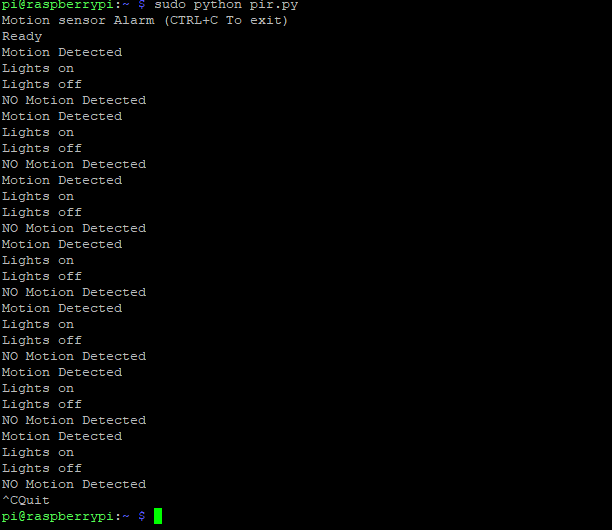 pi@raspberrypi:~ $ sudo python pir.py
Motion sensor Alarm (CTRL+C To exit)
Ready
Motion Detected
Lights on
Lights off
NO Motion Detected
Motion Detected
Lights on
Lights off
NO Motion Detected
Motion Detected
Lights on
Lights off
NO Motion Detected
Motion Detected
Lights on
Lights off
NO Motion Detected
Motion Detected
Lights on
Lights off
NO Motion Detected
Motion Detected
Lights on
Lights off
NO Motion Detected
Motion Detected
Lights on
Lights off
NO Motion Detected
^CQuit
pi@raspberrypi:~ $